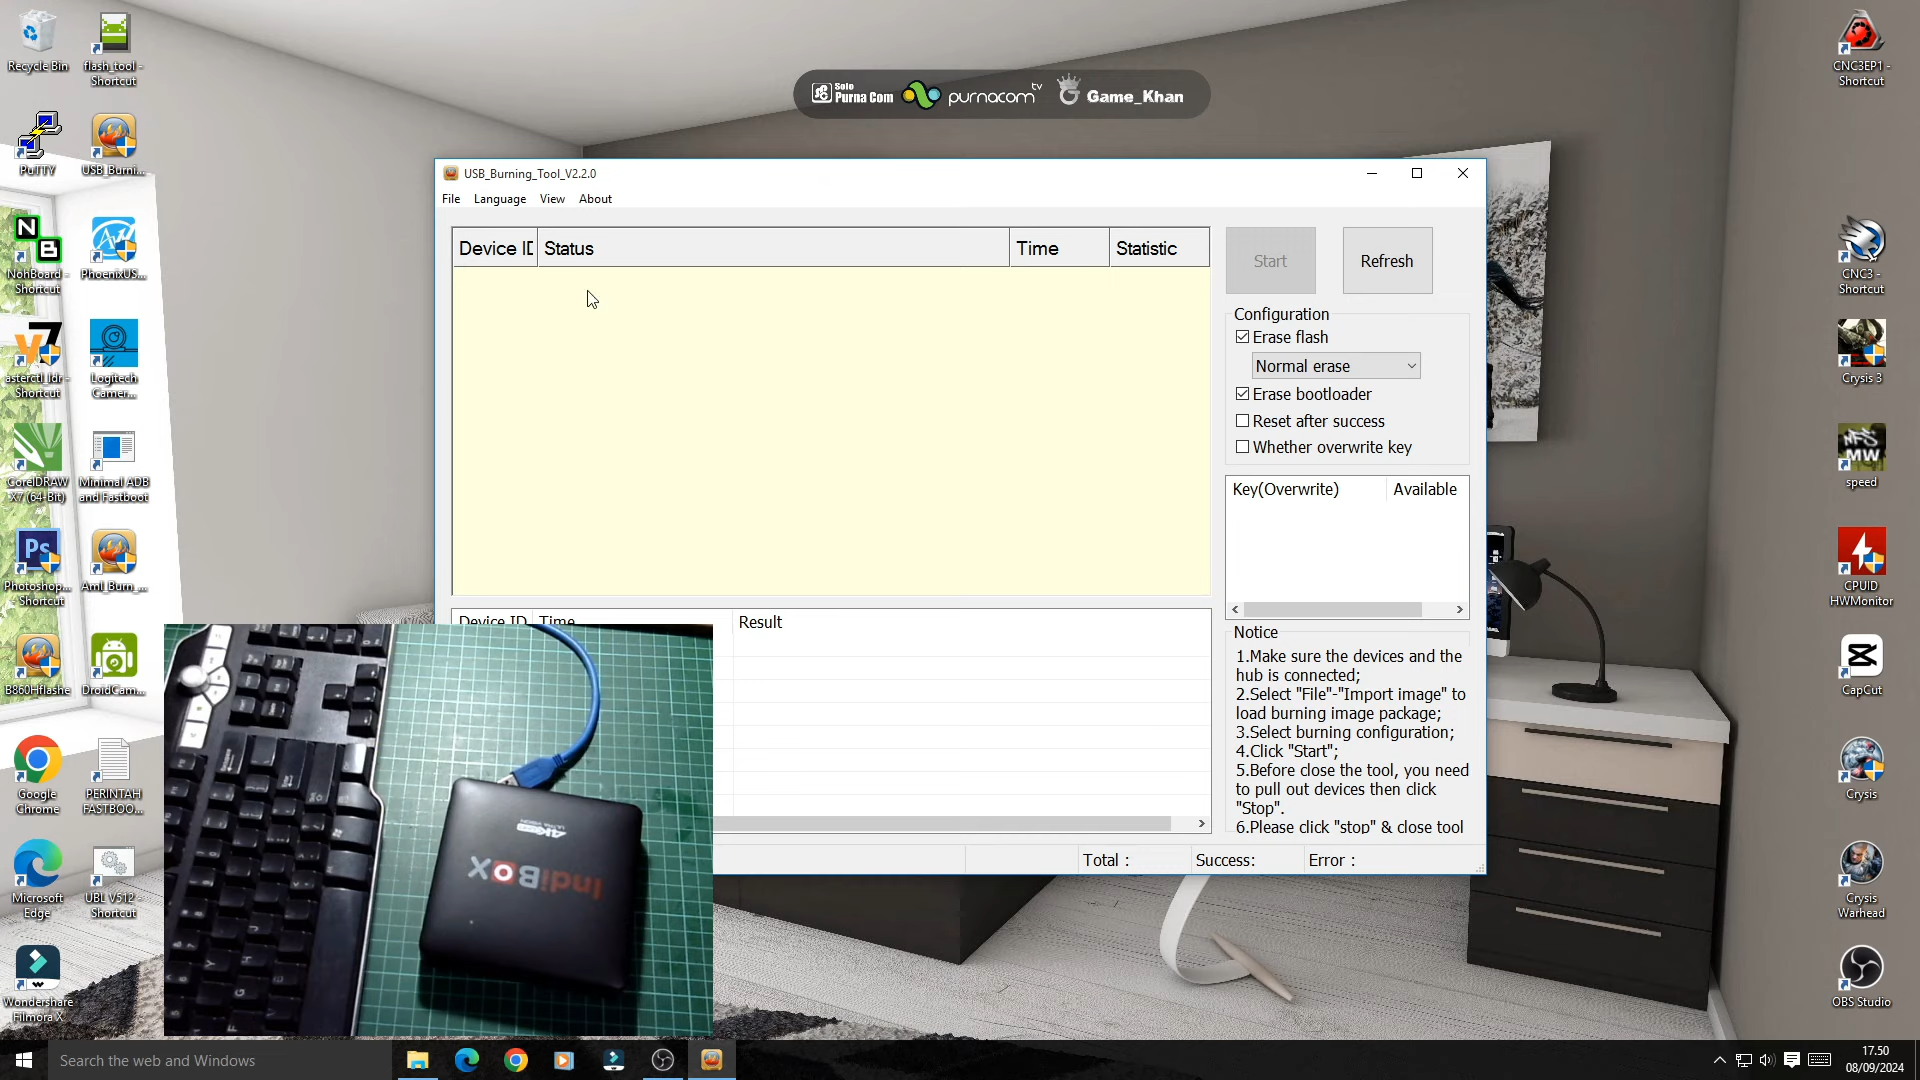 Recycle Bin
flash_tool -
Shortcut
PuTTY
USB_Burni...
NohBoard -
Shortcut
PhoenixUS...
asterctl_ldr -
Shortcut
Logitech
Gamer...
CorelDRAW
X7 (64-Bit)
Minimal ADB
and Fastboot
Photoshop...
Shortcut
Aml_Burn_...
B860Hflashe
DroidCam...
Google
Chrome
PERINTAH
FASTBOO...
Microsoft
Edge
UBL V512 -
Shortcut
Wondershare
Filmora X
Solo
Purna Com
purnacom tv
Game_Khan
USB_Burning_Tool_V2.2.0
File Language View About
Device ID Status Time Statistic
Start
Refresh
Configuration
Erase flash
Normal erase
Erase bootloader
Reset after success
Whether overwrite key
Key(Overwrite) Available
Device ID Time Result
Notice
1.Make sure the devices and the
hub is connected;
2.Select "File"-"Import image" to
load burning image package;
3.Select burning configuration;
4.Click "Start";
5.Before close the tool, you need
to pull out devices then click
"Stop".
6.Please click "stop" & close tool
Total :
Success:
Error :
4K
ULTRA VISION
IndiBOX
CNC3EP1 -
Shortcut
CNC3 -
Shortcut
Crysis 3
NFS
MW
speed
CPUID
HWMonitor
CapCut
Crysis
Crysis
Warhead
OBS Studio
Search the web and Windows
17.50
08/09/2024